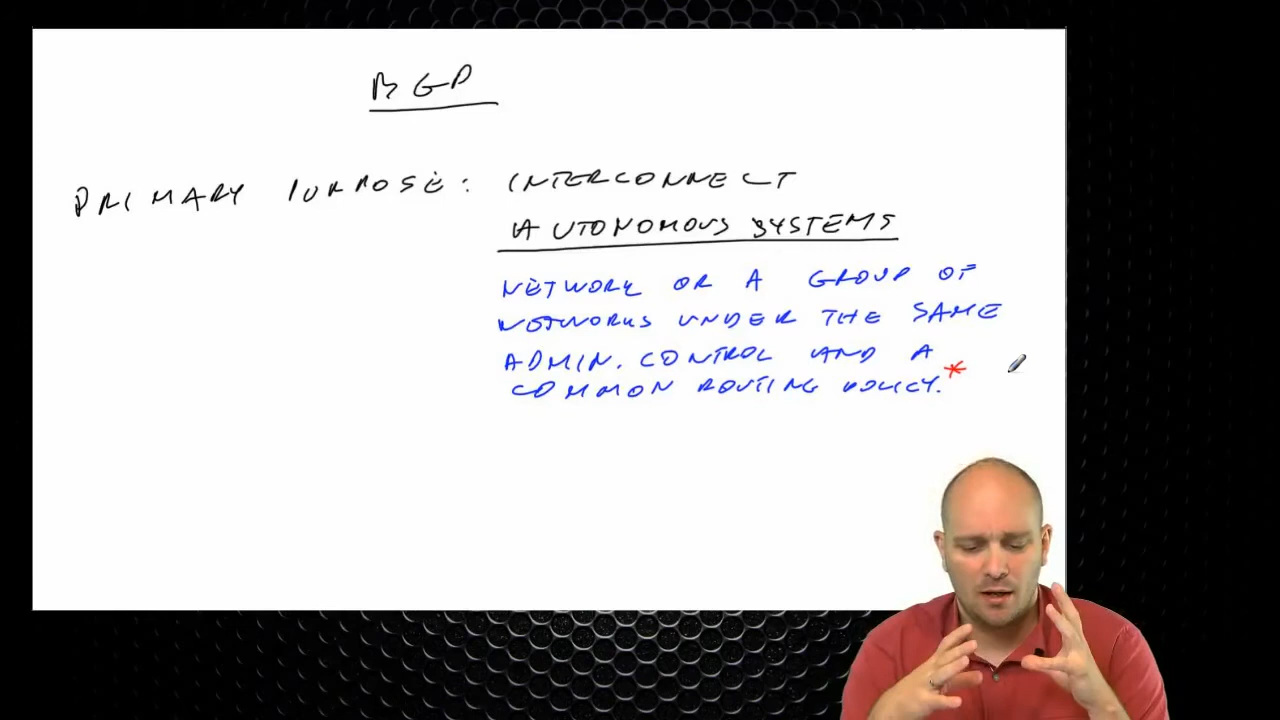 BGP
PRIMARY PURPOSE: INTERCONNECT
AUTONOMOUS SYSTEMS
NETWORK OR A GROUP OF
NETWORKS UNDER THE SAME
ADMIN. CONTROL AND A
COMMON ROUTING POLICY.*